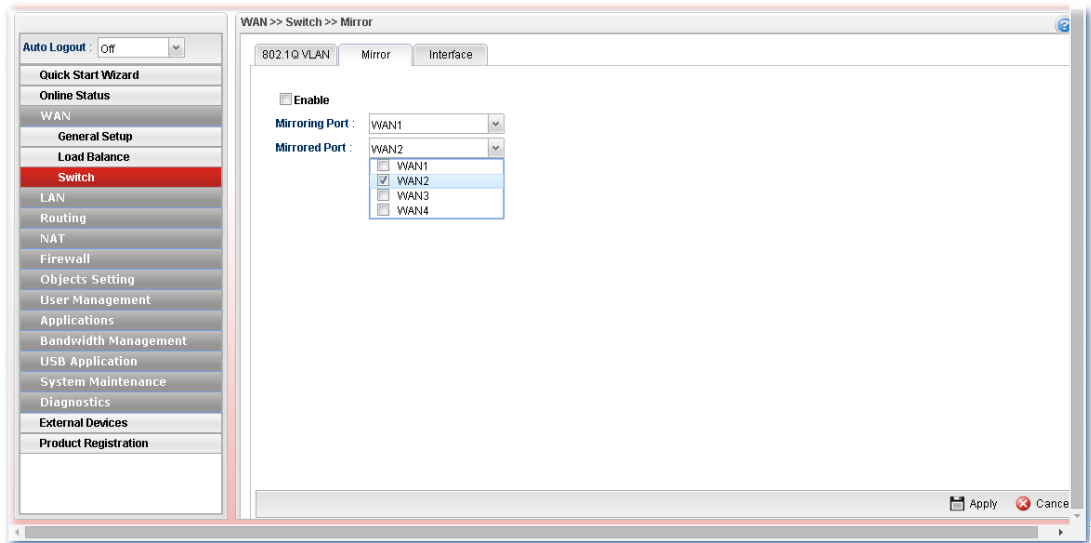 WAN >> Switch >> Mirror
Auto Logout : Off
Quick Start Wizard
Online Status
WAN
General Setup
Load Balance
Switch
LAN
Routing
NAT
Firewall
Objects Setting
User Management
Applications
Bandwidth Management
USB Application
System Maintenance
Diagnostics
External Devices
Product Registration
802.1Q VLAN
Mirror
Interface
Enable
Mirroring Port : WAN1
Mirrored Port : WAN2
WAN1
WAN2
WAN3
WAN4
Apply
Cance